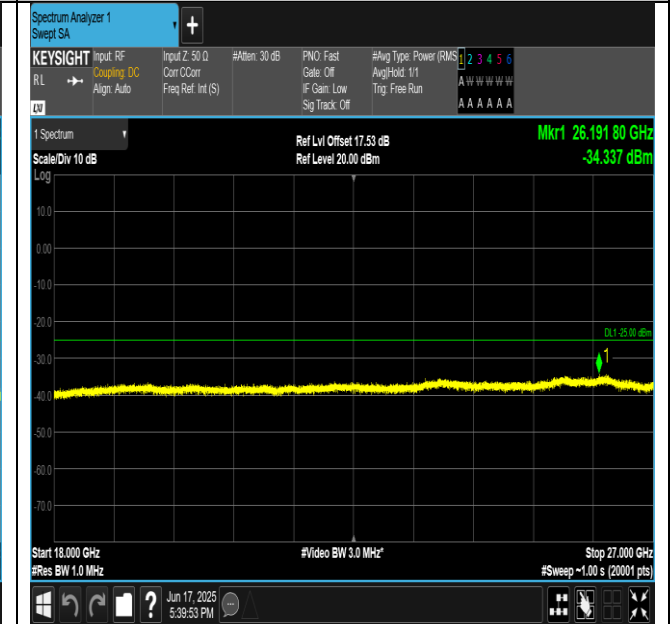 Spectrum Analyzer 1
Swept SA
+
KEYSIGHT Input: RF Input Z: 50 Ω #Atten: 30 dB PNO: Fast #Avg Type: Power (RMS 1 2 3 4 5 6
RL Coupling: DC Corr CCorr Gate: Off Avg|Hold: 1/1 A W W W W W
Align: Auto Freq Ref: Int (S) IF Gain: Low Trig: Free Run
LXI Sig Track: Off A A A A A A
1 Spectrum Ref Lvl Offset 17.53 dB Mkr1 26.191 80 GHz
Scale/Div 10 dB Ref Level 20.00 dBm -34.337 dBm
Log
10.0
0.00
-10.0
-20.0
DL1 -25.00 dBm
1
-30.0
-40.0
-50.0
-60.0
-70.0
Start 18.000 GHz #Video BW 3.0 MHz* Stop 27.000 GHz
#Res BW 1.0 MHz #Sweep ~1.00 s (20001 pts)
? Jun 17, 2025
5:39:53 PM